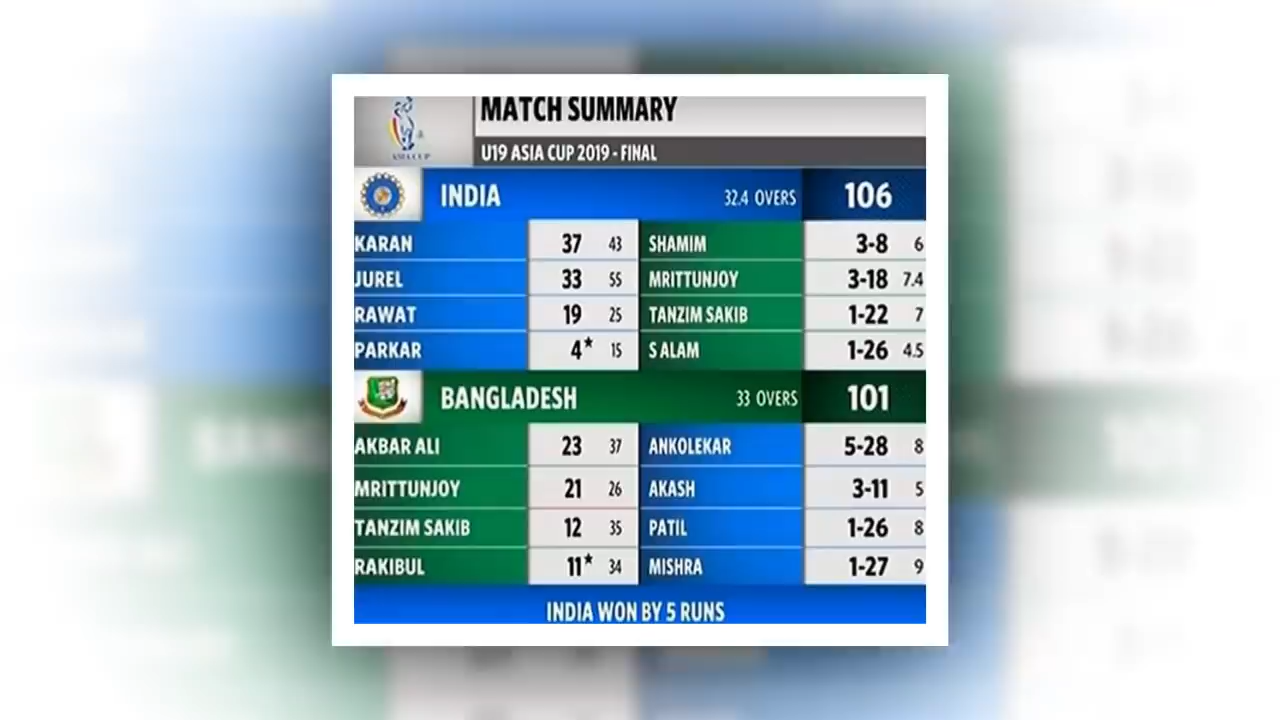 MATCH SUMMARY
ASIA CUP
U19 ASIA CUP 2019 - FINAL
INDIA 32.4 OVERS 106
KARAN 37 43 SHAMIM 3-8 6
JUREL 33 55 MRITTUNJOY 3-18 7.4
RAWAT 19 25 TANZIM SAKIB 1-22 7
PARKAR 4* 15 S ALAM 1-26 4.5
BANGLADESH 33 OVERS 101
AKBAR ALI 23 37 ANKOLEKAR 5-28 8
MRITTUNJOY 21 26 AKASH 3-11 5
TANZIM SAKIB 12 35 PATIL 1-26 8
RAKIBUL 11* 34 MISHRA 1-27 9
INDIA WON BY 5 RUNS